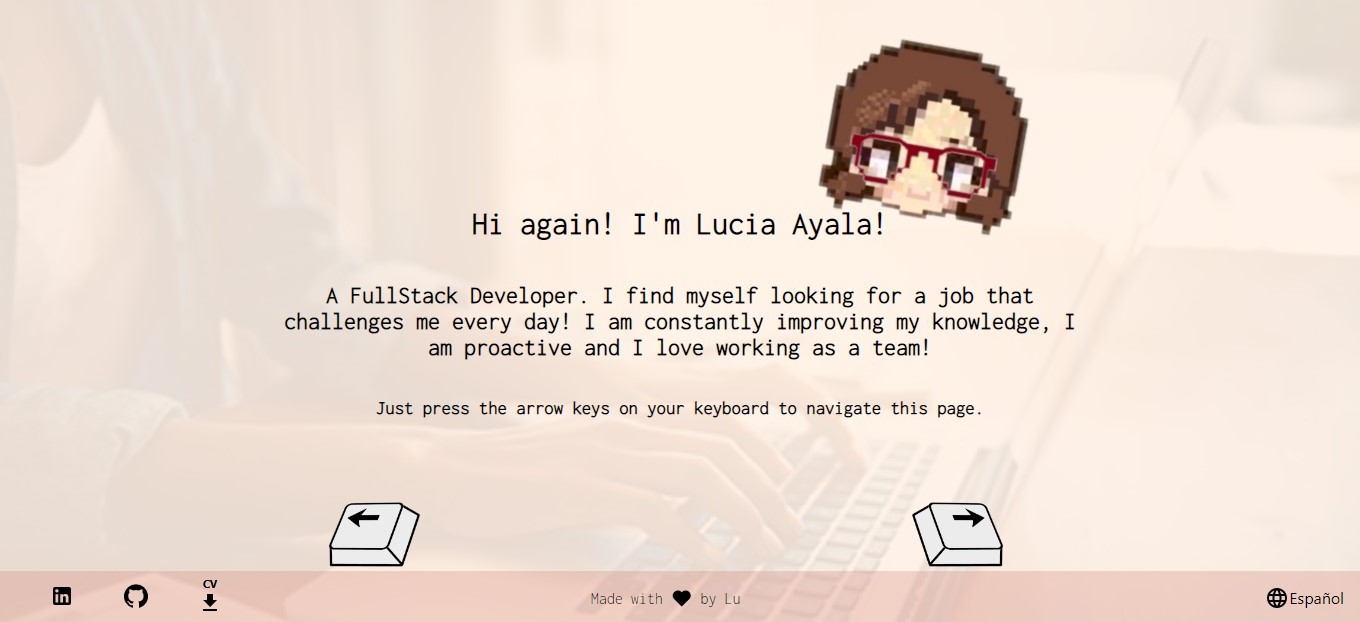 Hi again! I'm Lucia Ayala!
A FullStack Developer. I find myself looking for a job that
challenges me every day! I am constantly improving my knowledge, I
am proactive and I love working as a team!
Just press the arrow keys on your keyboard to navigate this page.
in
CV
Made with ♥ by Lu
Español